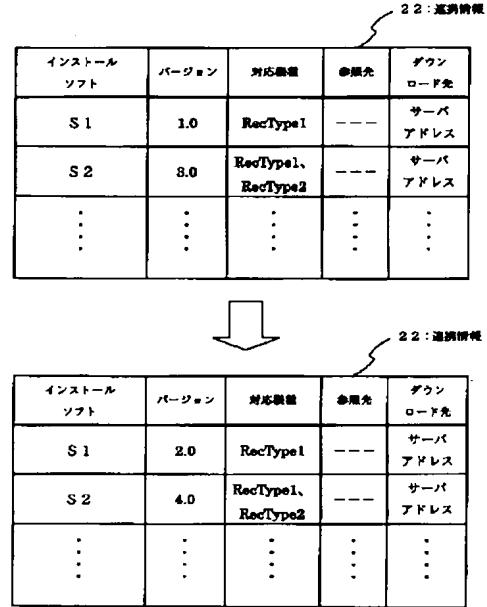 22:連携情報
インストール ソフト バージョン 対応機種 参照先 ダウン ロード先
S1 1.0 RecType1 --- サーバ アドレス
S2 3.0 RecType1、 RecType2 --- サーバ アドレス
22:連携情報
インストール ソフト バージョン 対応機種 参照先 ダウン ロード先
S1 2.0 RecType1 --- サーバ アドレス
S2 4.0 RecType1、 RecType2 --- サーバ アドレス